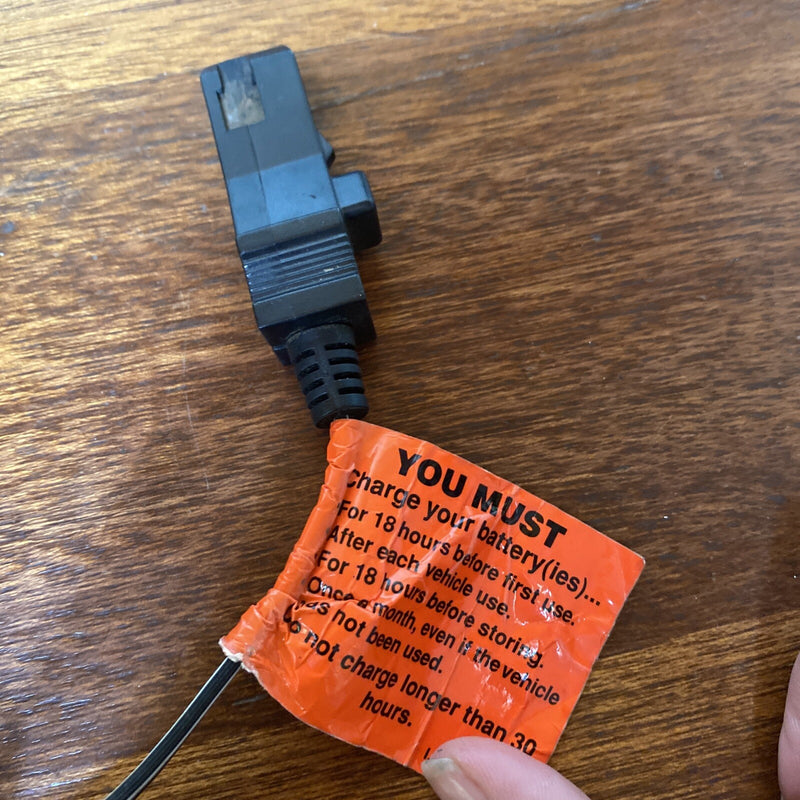 YOU MUST
Charge your battery(ies)...
For 18 hours before first use.
After each vehicle use.
For 18 hours before storing.
Once a month, even is the vehicle
has not been used.
Do not charge longer than 30
hours.